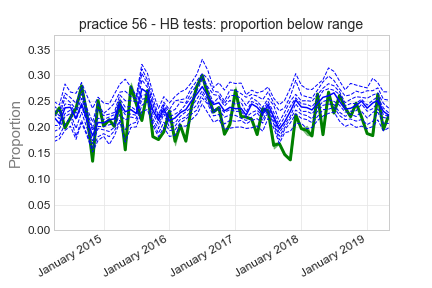 practice 56 - HB tests: proportion below range
Proportion
0.35
0.30
0.25
0.20
0.15
0.10
0.05
0.00
January 2015
January 2016
January 2017
January 2018
January 2019